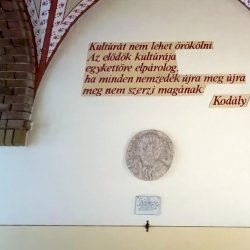 Kultúrát nem lehet örökölni.
Az elődök kultúrája
egykettőre elpárolog,
ha minden nemzedék újra meg újra
meg nem szerzi magának.
Kodály